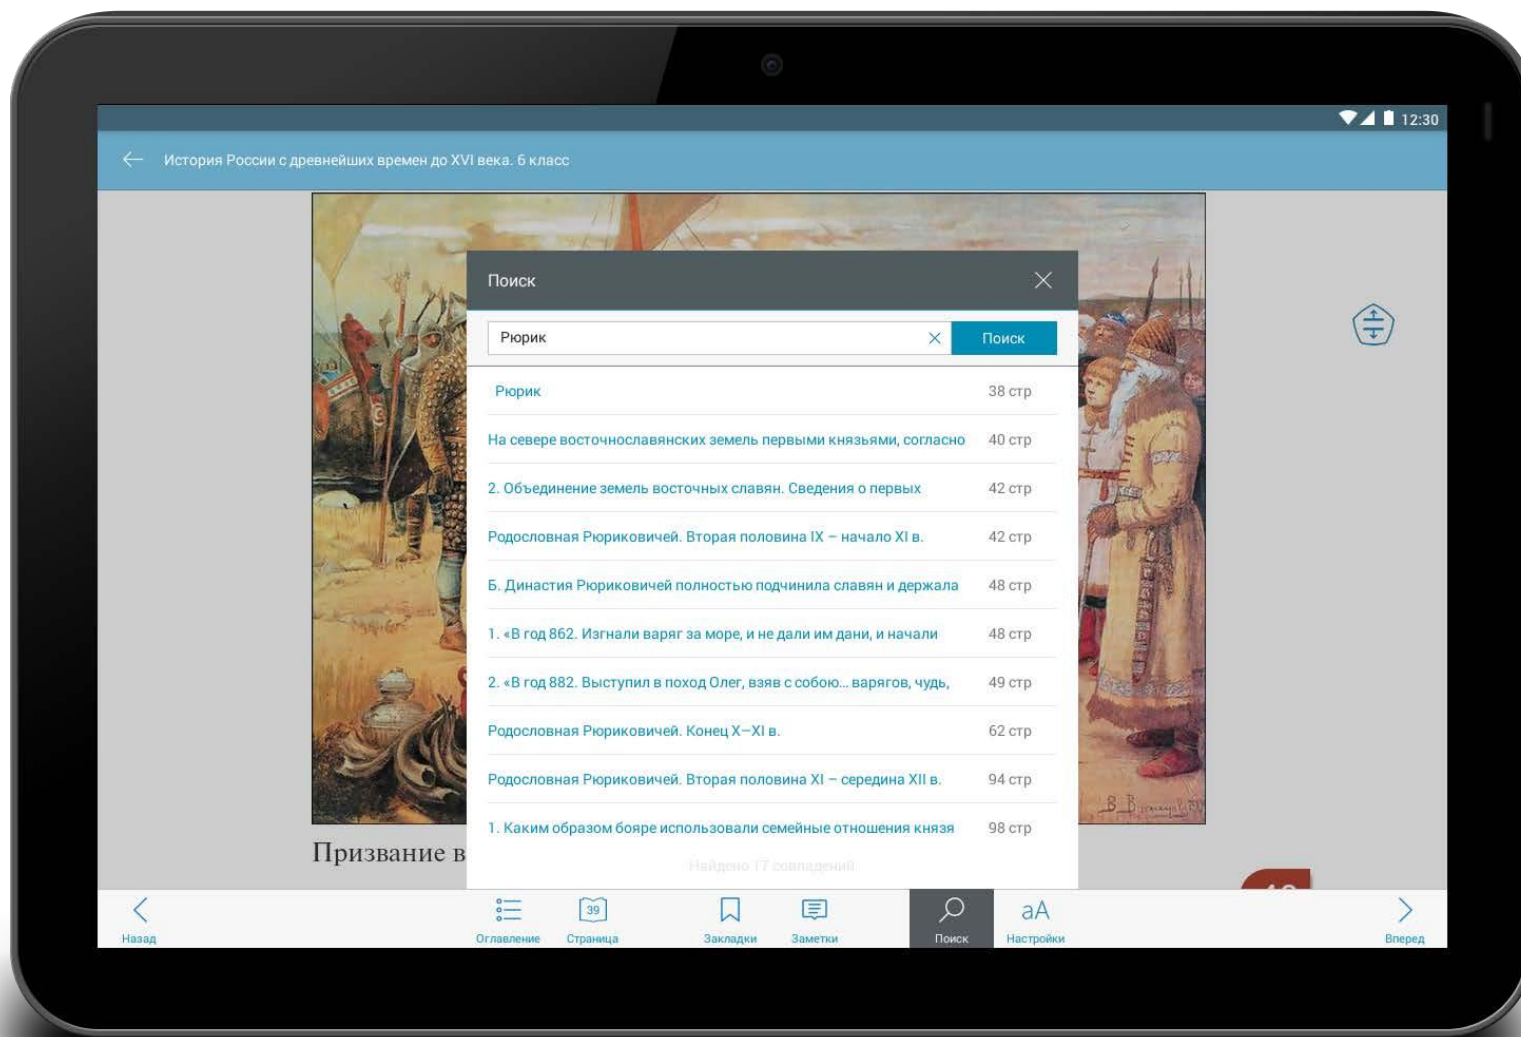 12:30
История России с древнейших времен до XVI века. 6 класс
Поиск
Рюрик
Поиск
Рюрик 38 стр
На севере восточнославянских земель первыми князьями, согласно 40 стр
2. Объединение земель восточных славян. Сведения о первых 42 стр
Родословная Рюриковичей. Вторая половина IX – начало XI в. 42 стр
Б. Династия Рюриковичей полностью подчинила славян и держала 48 стр
1. «В год 862. Изгнали варяг за море, и не дали им дани, и начали 48 стр
2. «В год 882. Выступил в поход Олег, взяв с собою... варягов, чудь, 49 стр
Родословная Рюриковичей. Конец X–XI в. 62 стр
Родословная Рюриковичей. Вторая половина XI – середина XII в. 94 стр
1. Каким образом бояре использовали семейные отношения князя 98 стр
Найдено 17 совпадений
Призвание в
39
aA
Назад Оглавление Страница Закладки Заметки Поиск Настройки Вперед